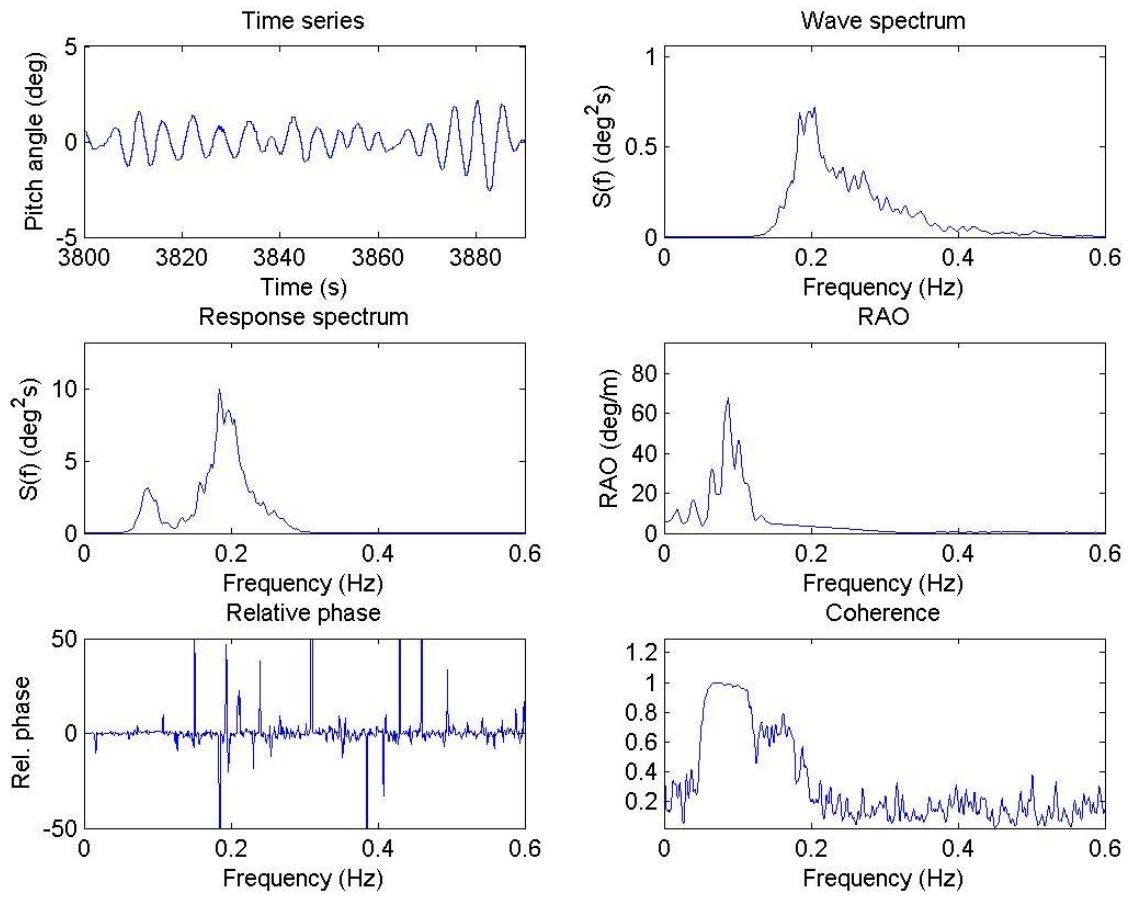 Time series
Pitch angle (deg)
5
0
-5
3800 3820 3840 3860 3880
Time (s)
Wave spectrum
S(f) (deg²s)
1
0.5
0
0 0.2 0.4 0.6
Frequency (Hz)
Response spectrum
S(f) (deg²s)
10
5
0
0 0.2 0.4 0.6
Frequency (Hz)
RAO
RAO (deg/m)
80
60
40
20
0
0 0.2 0.4 0.6
Frequency (Hz)
Relative phase
Rel. phase
50
0
-50
0 0.2 0.4 0.6
Frequency (Hz)
Coherence
1.2
1
0.8
0.6
0.4
0.2
0 0.2 0.4 0.6
Frequency (Hz)